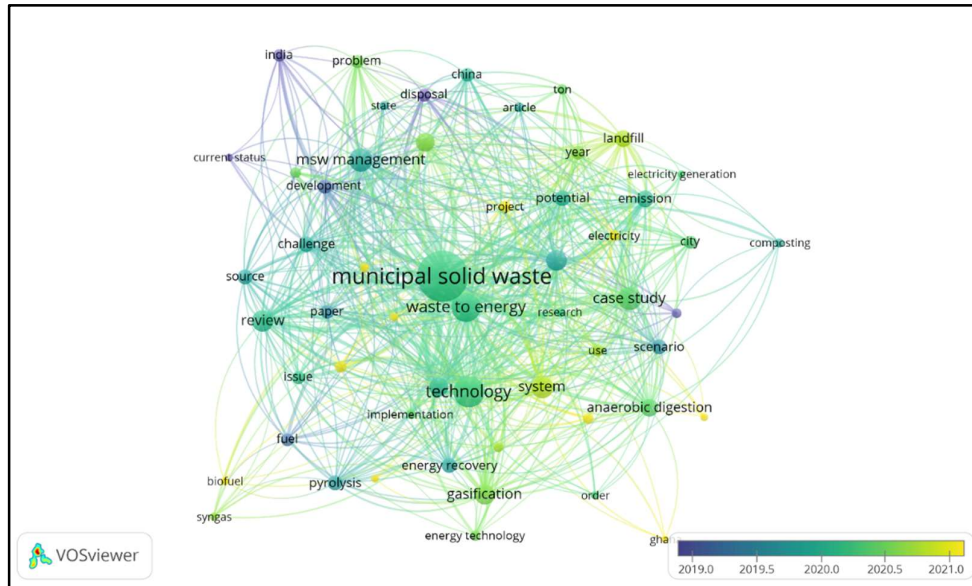 india
problem
china
disposal
state
article
ton
landfill
msw management
year
current status
electricity generation
development
potential
emission
project
challenge
electricity
city
composting
source
municipal solid waste
case study
waste to energy
paper
research
review
scenario
use
issue
system
technology
anaerobic digestion
implementation
fuel
energy recovery
biofuel
pyrolysis
gasification
order
syngas
energy technology
VOSviewer
2019.0 2019.5 2020.0 2020.5 2021.0